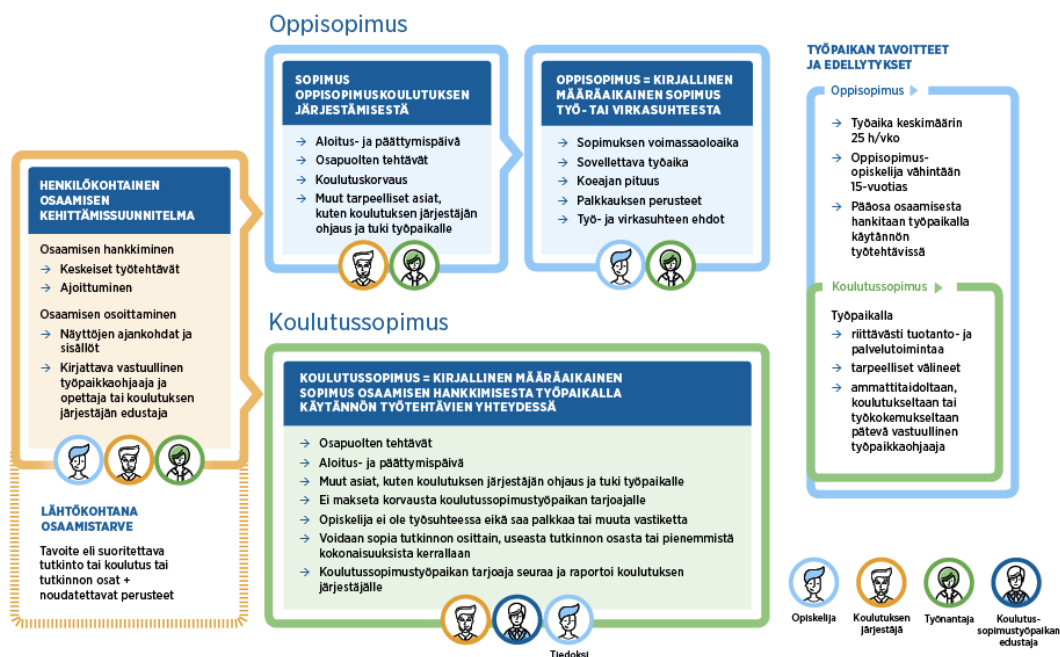 Oppisopimus
SOPIMUS
OPPISOPIMUSKOULUTUKSEN
JÄRJESTÄMISESTÄ
→ Aloitus- ja päättymispäivä
→ Osapuolten tehtävät
→ Koulutuskorvaus
→ Muut tarpeelliset asiat,
kuten koulutuksen järjestäjän
ohjaus ja tuki työpaikalle
OPPISOPIMUS = KIRJALLINEN
MÄÄRÄAIKAINEN SOPIMUS
TYÖ- TAI VIRKASUHTEESTA
→ Sopimuksen voimassaoloaika
→ Sovellettava työaika
→ Koeajan pituus
→ Palkkauksen perusteet
→ Työ- ja virkasuhteen ehdot
HENKILÖKOHTAINEN
OSAAMISEN
KEHITTÄMISSUUNNITELMA
Osaamisen hankkiminen
→ Keskeiset työtehtävät
→ Ajoittuminen
Osaamisen osoittaminen
→ Näyttöjen ajankohdat ja
sisällöt
→ Kirjattava vastuullinen
työpaikkaohjaaja ja
opettaja tai koulutuksen
järjestäjän edustaja
LÄHTÖKOHTANA
OSAAMISTARVE
Tavoite eli suoritettava
tutkinto tai koulutus tai
tutkinnon osat +
noudatettavat perusteet
Koulutussopimus
KOULUTUSSOPIMUS = KIRJALLINEN MÄÄRÄAIKAINEN
SOPIMUS OSAAMISEN HANKKIMISESTA TYÖPAIKALLA
KÄYTÄNNÖN TYÖTEHTÄVIEN YHTEYDESSÄ
→ Osapuolten tehtävät
→ Aloitus- ja päättymispäivä
→ Muut asiat, kuten koulutuksen järjestäjän ohjaus ja tuki työpaikalle
→ Ei makseta korvausta koulutussopimustyöpaikan tarjoajalle
→ Opiskelija ei ole työsuhteessa eikä saa palkkaa tai muuta vastiketta
→ Voidaan sopia tutkinnon osittain, useasta tutkinnon osasta tai pienemmistä
kokonaisuuksista kerrallaan
→ Koulutussopimustyöpaikan tarjoaja seuraa ja raportoi koulutuksen
järjestäjälle
Tiedoksi
TYÖPAIKAN TAVOITTEET
JA EDELLYTYKSET
Oppisopimus
→ Työaika keskimäärin
25 h/vko
→ Oppisopimus-
opiskelija vähintään
15-vuotias
→ Pääosa osaamisesta
hankitaan työpaikalla
käytännön
työtehtävissä
Koulutussopimus
Työpaikalla
→ riittävästi tuotanto- ja
palvelutoimintaa
→ tarpeelliset välineet
→ ammattitaidoltaan,
koulutukseltaan tai
työkokemukseltaan
pätevä vastuullinen
työpaikkaohjaaja
Opiskelija
Koulutuksen
järjestäjä
Työnantaja
Koulutus-
sopimustyöpaikan
edustaja